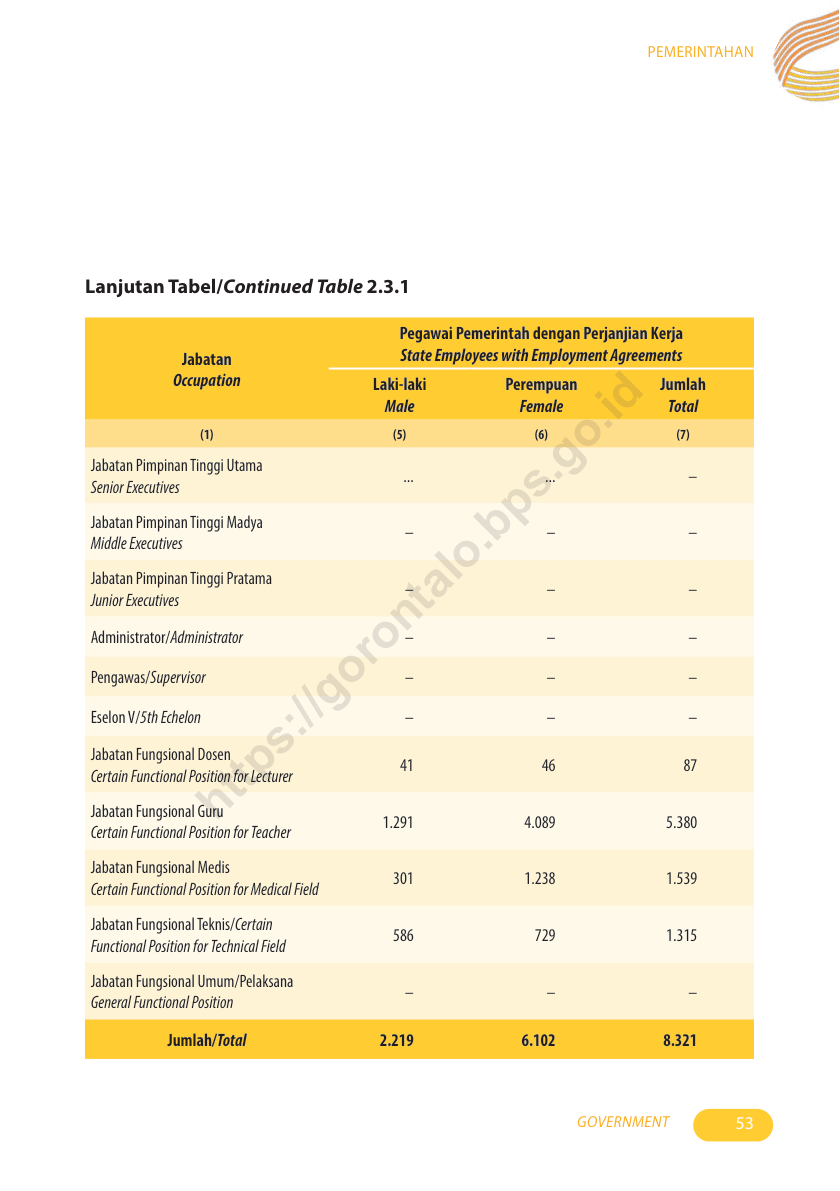 PEMERINTAHAN
Lanjutan Tabel/Continued Table 2.3.1
Jabatan
Occupation
Pegawai Pemerintah dengan Perjanjian Kerja
State Employees with Employment Agreements
Laki-laki
Male
Perempuan
Female
Jumlah
Total
(1) (5) (6) (7)
Jabatan Pimpinan Tinggi Utama
Senior Executives
... ... –
Jabatan Pimpinan Tinggi Madya
Middle Executives
– – –
Jabatan Pimpinan Tinggi Pratama
Junior Executives
– – –
Administrator/Administrator – – –
Pengawas/Supervisor – – –
Eselon V/5th Echelon – – –
Jabatan Fungsional Dosen
Certain Functional Position for Lecturer
41 46 87
Jabatan Fungsional Guru
Certain Functional Position for Teacher
1.291 4.089 5.380
Jabatan Fungsional Medis
Certain Functional Position for Medical Field
301 1.238 1.539
Jabatan Fungsional Teknis/Certain
Functional Position for Technical Field
586 729 1.315
Jabatan Fungsional Umum/Pelaksana
General Functional Position
– – –
Jumlah/Total 2.219 6.102 8.321
https://gorontalo.bps.go.id
GOVERNMENT 53